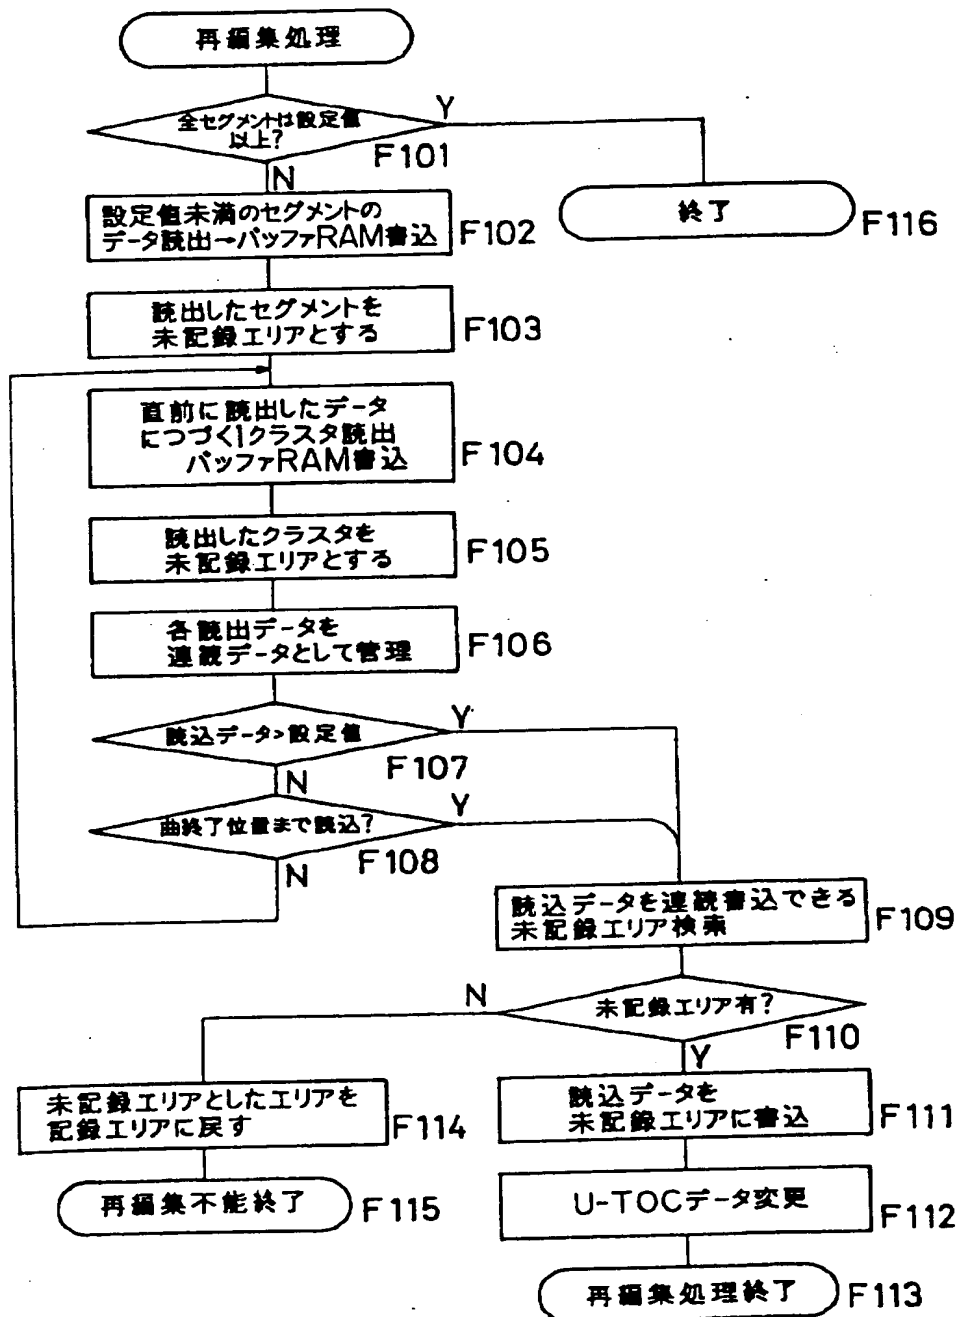 再編集処理
全セグメントは設定値
以上?
Y
F101
N
設定値未満のセグメントの
データ読出→バッファRAM書込
F102
終了
F116
読出したセグメントを
未記録エリアとする
F103
直前に読出したデータ
につづく1クラスタ読出
バッファRAM書込
F104
読出したクラスタを
未記録エリアとする
F105
各読出データを
連続データとして管理
F106
読込データ>設定値
Y
F107
N
曲終了位置まで読込?
Y
F108
N
読込データを連続書込できる
未記録エリア検索
F109
未記録エリア有?
N
F110
Y
読込データを
未記録エリアに書込
F111
未記録エリアとしたエリアを
記録エリアに戻す
F114
U-TOCデータ変更
F112
再編集不能終了
F115
再編集処理終了
F113